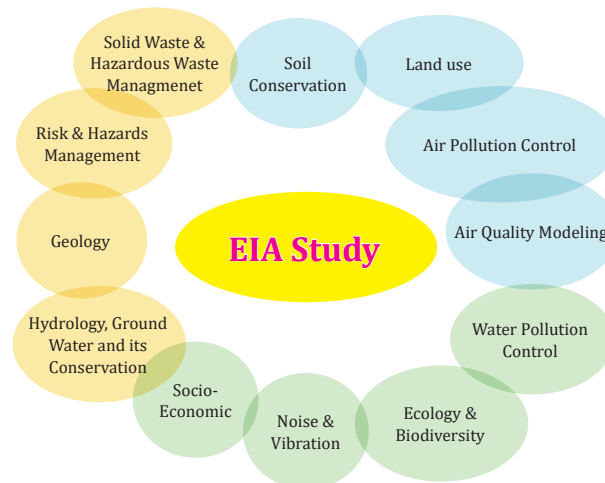 Solid Waste &
Hazardous Waste
Managmenet
Soil
Conservation
Land use
Risk & Hazards
Management
Air Pollution Control
Geology
EIA Study
Air Quality Modeling
Hydrology, Ground
Water and its
Conservation
Water Pollution
Control
Socio-
Economic
Noise &
Vibration
Ecology &
Biodiversity